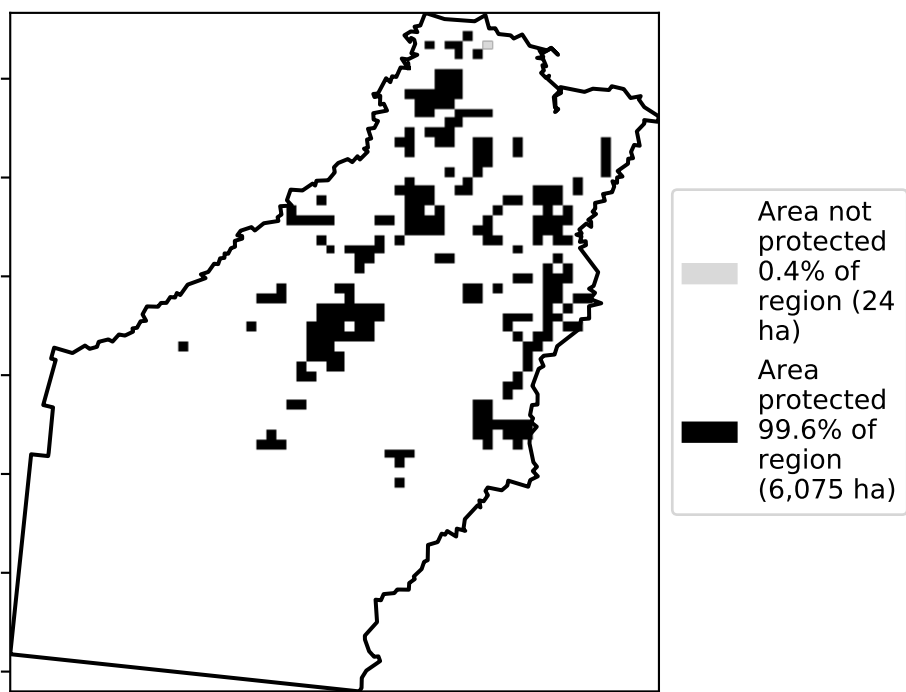 Area not
protected
0.4% of
region (24
ha)
Area
protected
99.6% of
region
(6,075 ha)